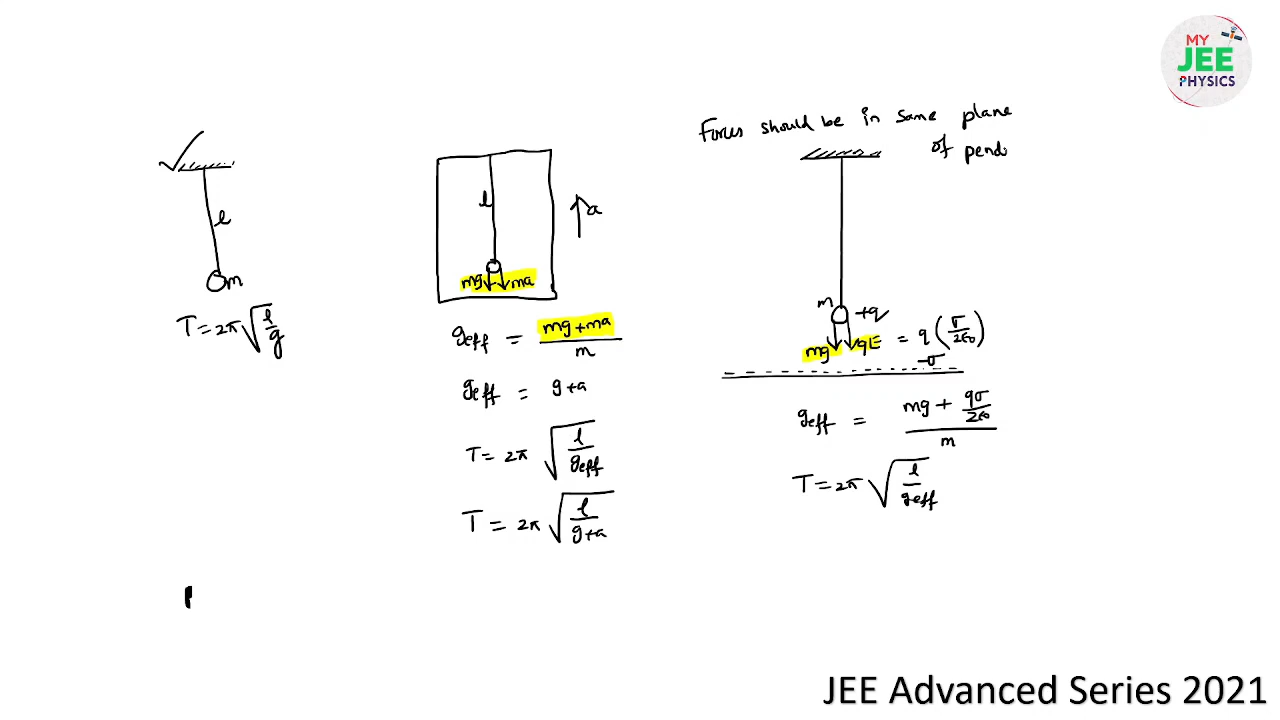 MY
JEE
PHYSICS
Forces should be in same plane
of pend
l
m
T = 2π√(l/g)
l
a
mg ma
geff = (mg + ma)/m
geff = g + a
T = 2π√(l/geff)
T = 2π√(l/(g + a))
m
+q
mg qE = q(σ/2ε₀)
-σ
geff = (mg + qσ/2ε₀)/m
T = 2π√(l/geff)
JEE Advanced Series 2021